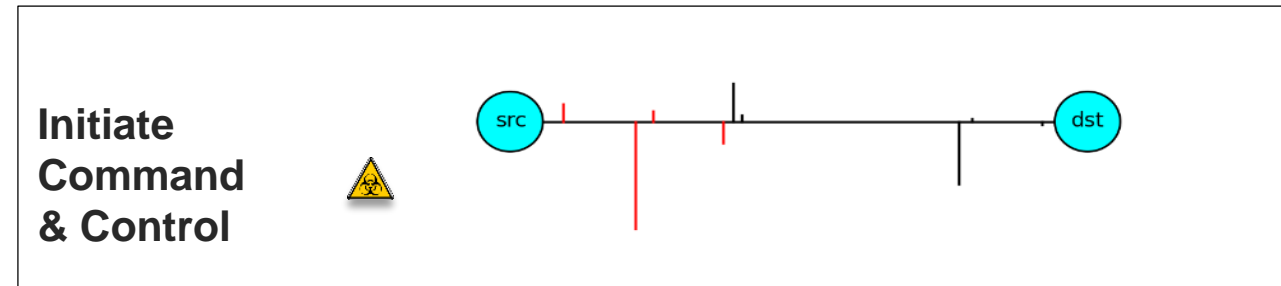 Initiate
Command
& Control
src
dst